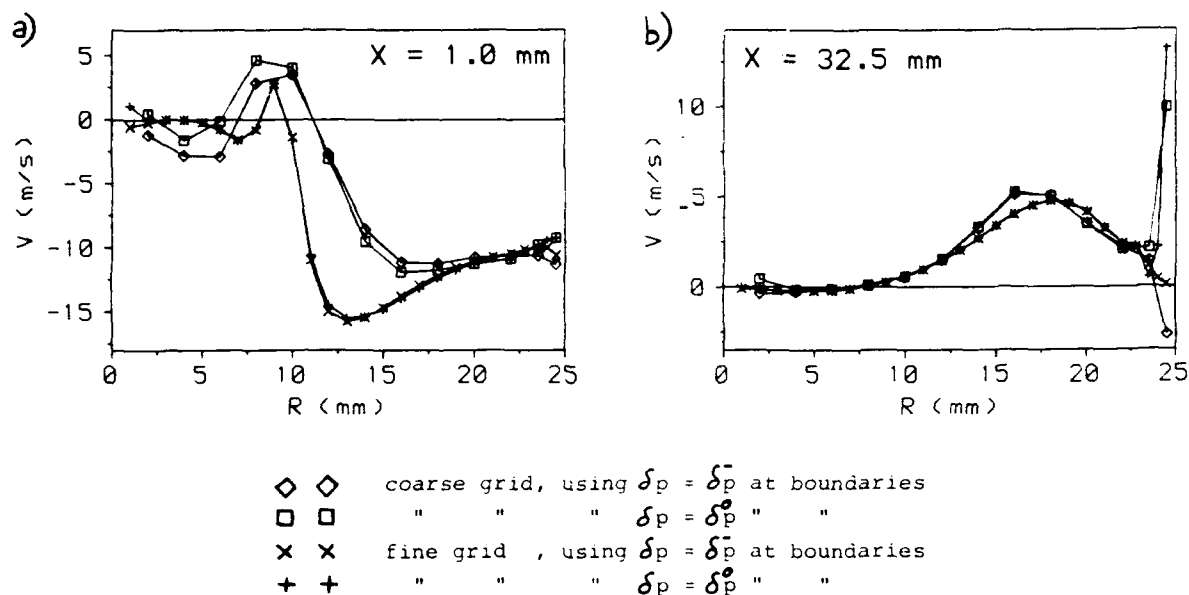 a)
X = 1.0 mm
V (m/s)
5
0
-5
-10
-15
0 5 10 15 20 25
R (mm)
b)
X = 32.5 mm
V (m/s)
10
5
0
0 5 10 15 20 25
R (mm)
coarse grid, using δp = δp⁻ at boundaries
" " " δp = δp⁰ " "
fine grid , using δp = δp⁻ at boundaries
" " " δp = δp⁰ " "